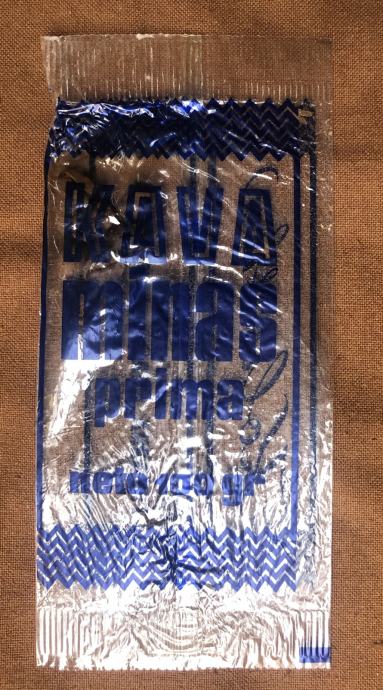 KAVA
minas
prima
neto 100 gr